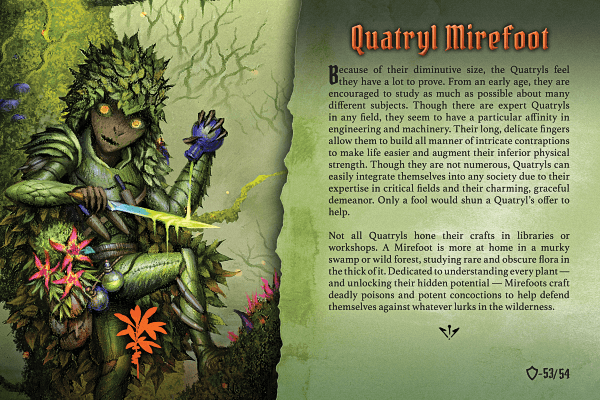 Quatryl Mirefoot
Because of their diminutive size, the Quatryls feel
they have a lot to prove. From an early age, they are
encouraged to study as much as possible about many
different subjects. Though there are expert Quatryls
in any field, they seem to have a particular affinity in
engineering and machinery. Their long, delicate fingers
allow them to build all manner of intricate contraptions
to make life easier and augment their inferior physical
strength. Though they are not numerous, Quatryls can
easily integrate themselves into any society due to their
expertise in critical fields and their charming, graceful
demeanor. Only a fool would shun a Quatryl's offer to
help.
Not all Quatryls hone their crafts in libraries or
workshops. A Mirefoot is more at home in a murky
swamp or wild forest, studying rare and obscure flora in
the thick of it. Dedicated to understanding every plant —
and unlocking their hidden potential — Mirefoots craft
deadly poisons and potent concoctions to help defend
themselves against whatever lurks in the wilderness.
-53/54